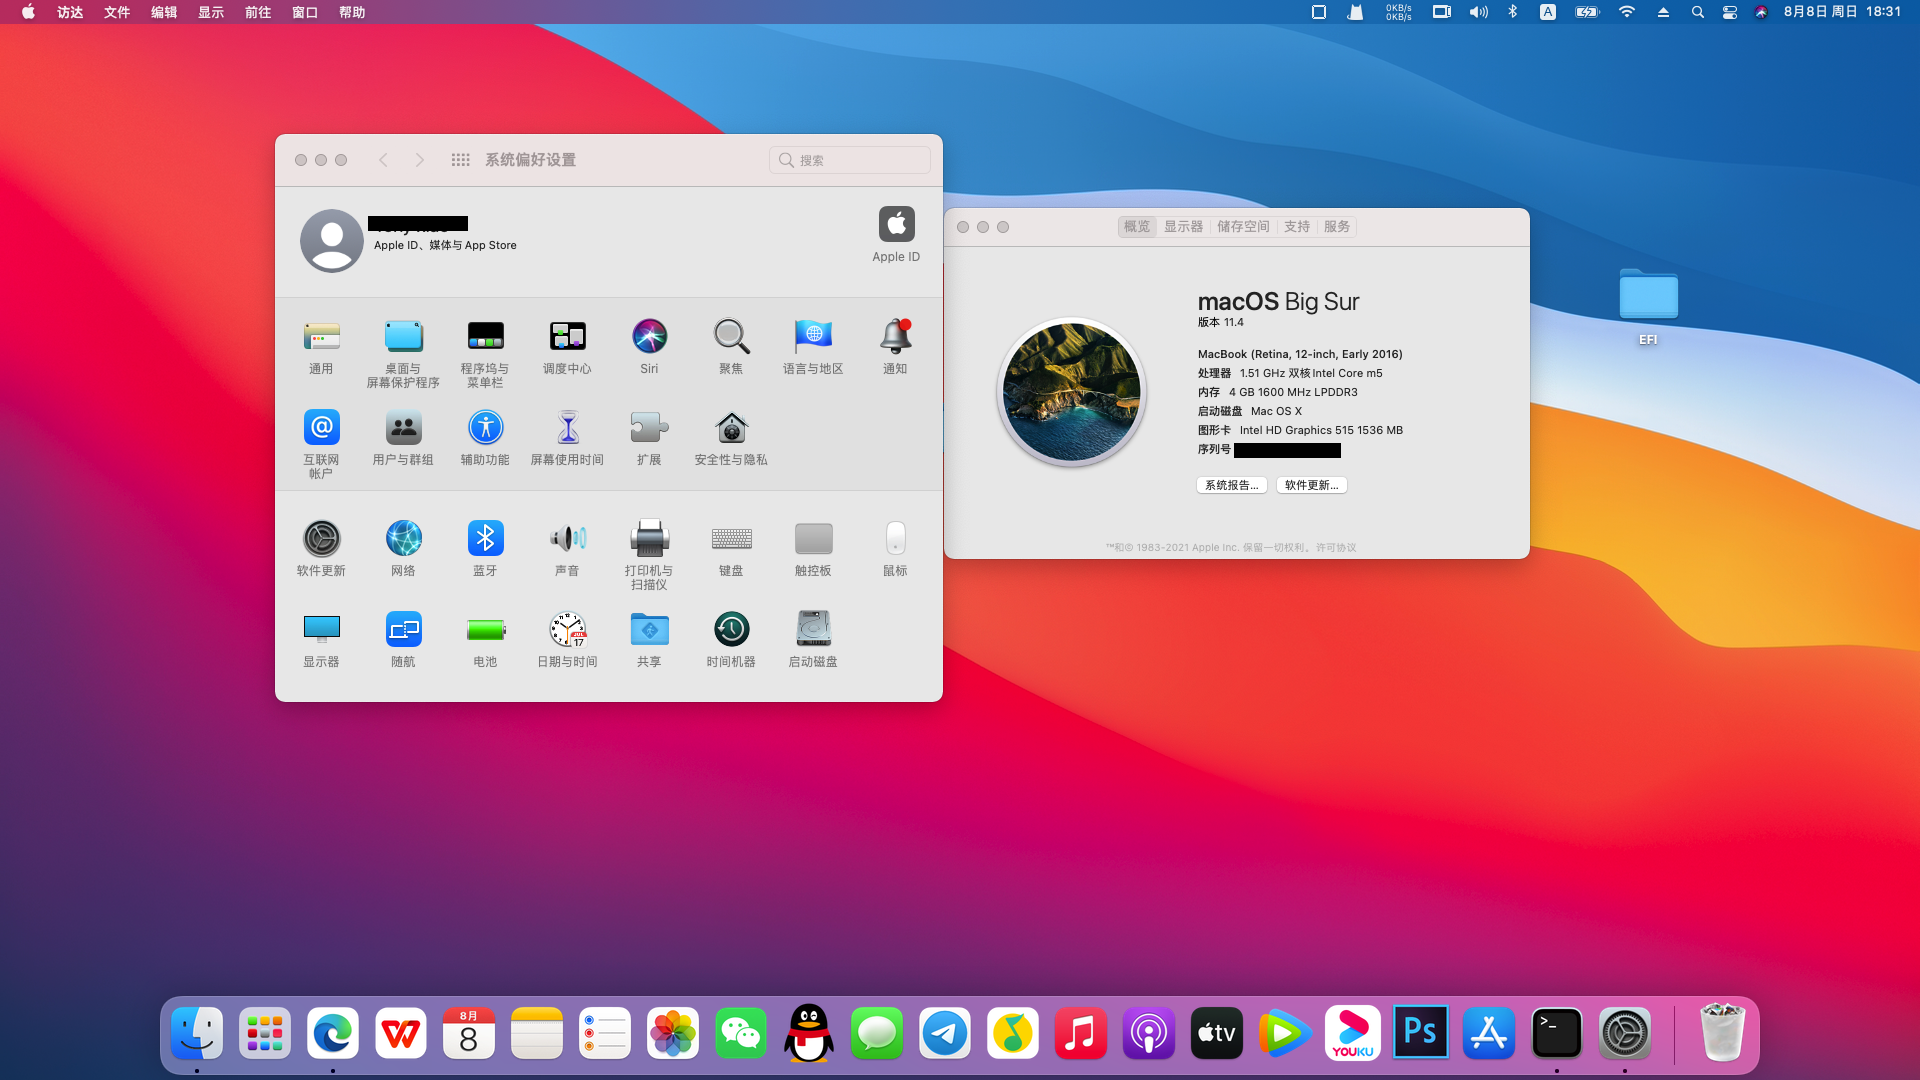 访达 文件 编辑 显示 前往 窗口 帮助
0KB/s
0KB/s
A
8月8日 周日 18:31
系统偏好设置
搜索
Apple ID、媒体与 App Store
Apple ID
通用
桌面与
屏幕保护程序
程序坞与
菜单栏
调度中心
Siri
聚焦
语言与地区
通知
互联网
帐户
用户与群组
辅助功能
屏幕使用时间
扩展
安全性与隐私
软件更新
网络
蓝牙
声音
打印机与
扫描仪
键盘
触控板
鼠标
显示器
随航
电池
JUL
17
日期与时间
共享
时间机器
启动磁盘
概览 显示器 储存空间 支持 服务
macOS Big Sur
版本 11.4
MacBook (Retina, 12-inch, Early 2016)
处理器 1.51 GHz 双核Intel Core m5
内存 4 GB 1600 MHz LPDDR3
启动磁盘 Mac OS X
图形卡 Intel HD Graphics 515 1536 MB
序列号
系统报告... 软件更新...
™和© 1983-2021 Apple Inc. 保留一切权利。许可协议
EFI
8月
8
tv
YOUKU
Ps
>_